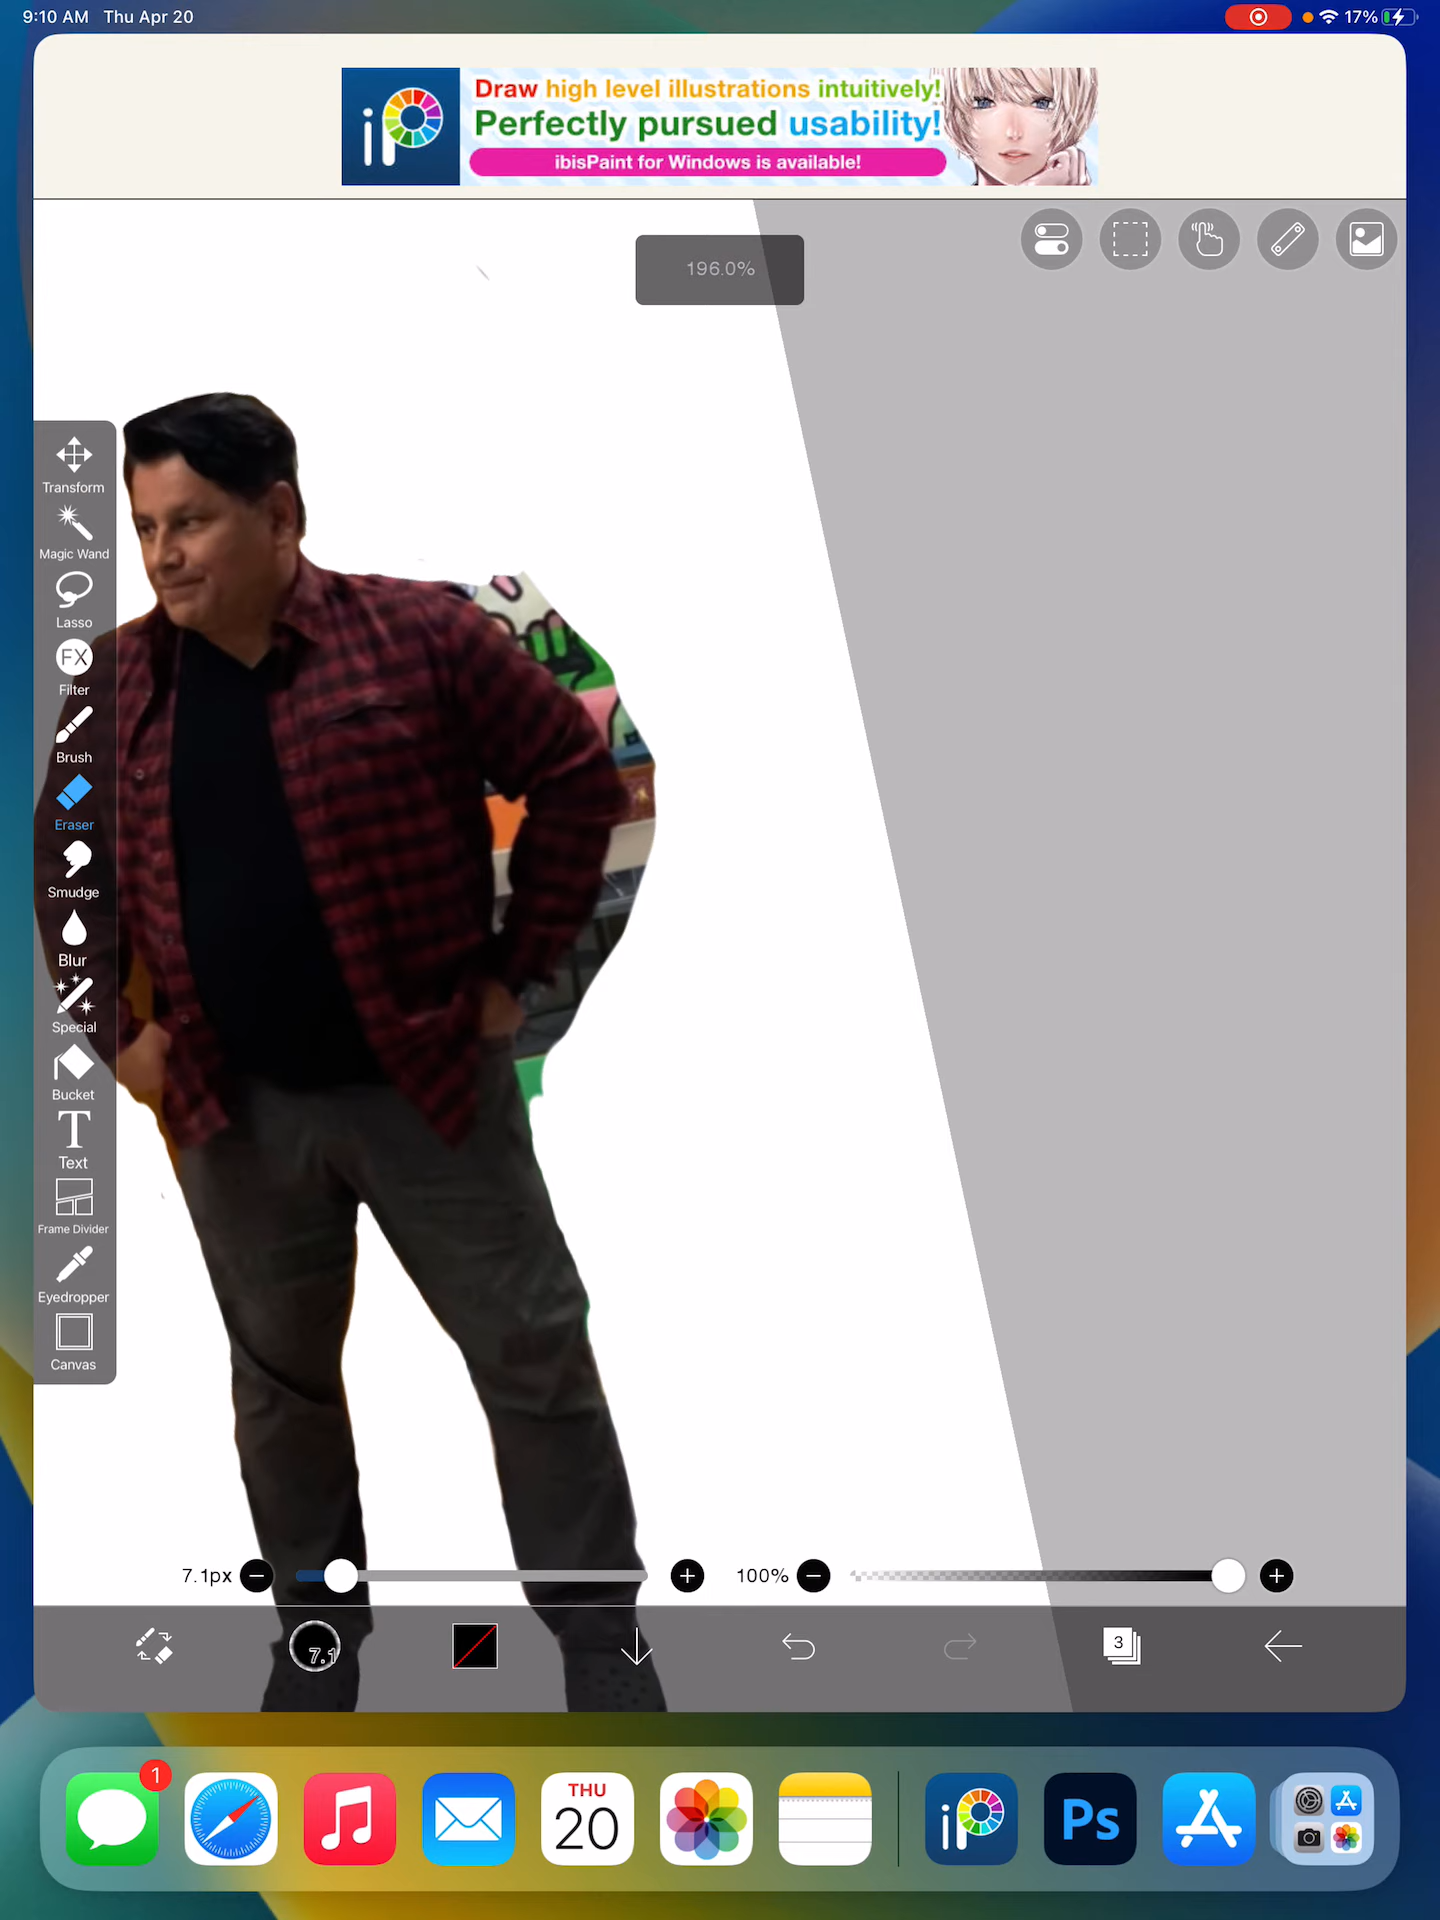 9:10 AM Thu Apr 20
17%
iP
Draw high level illustrations intuitively!
Perfectly pursued usability!
ibisPaint for Windows is available!
196.0%
Transform
Magic Wand
Lasso
FX
Filter
Brush
Eraser
Smudge
Blur
Special
Bucket
T
Text
Frame Divider
Eyedropper
Canvas
7.1px
100%
7.1
3
1
THU
20
iP
Ps